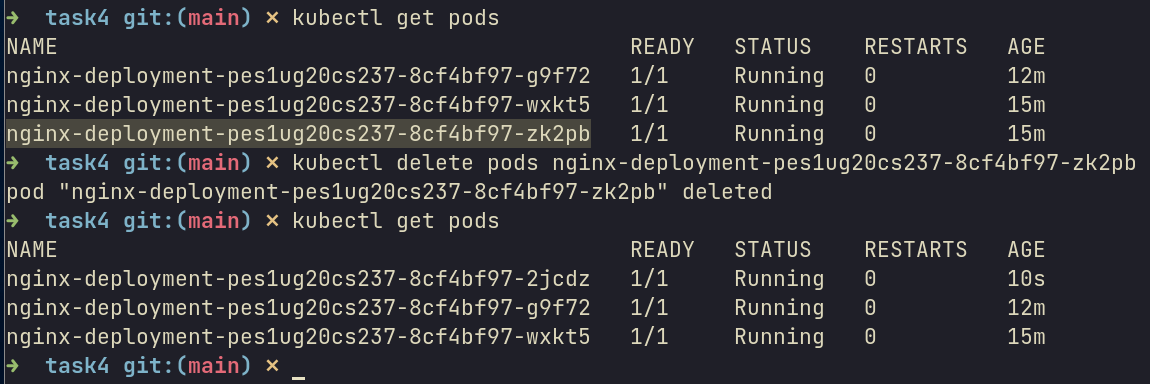 ➜  task4 git:(main) ✗ kubectl get pods
NAME                                            READY   STATUS    RESTARTS   AGE
nginx-deployment-pes1ug20cs237-8cf4bf97-g9f72   1/1     Running   0          12m
nginx-deployment-pes1ug20cs237-8cf4bf97-wxkt5   1/1     Running   0          15m
nginx-deployment-pes1ug20cs237-8cf4bf97-zk2pb   1/1     Running   0          15m
➜  task4 git:(main) ✗ kubectl delete pods nginx-deployment-pes1ug20cs237-8cf4bf97-zk2pb
pod "nginx-deployment-pes1ug20cs237-8cf4bf97-zk2pb" deleted
➜  task4 git:(main) ✗ kubectl get pods
NAME                                            READY   STATUS    RESTARTS   AGE
nginx-deployment-pes1ug20cs237-8cf4bf97-2jcdz   1/1     Running   0          10s
nginx-deployment-pes1ug20cs237-8cf4bf97-g9f72   1/1     Running   0          12m
nginx-deployment-pes1ug20cs237-8cf4bf97-wxkt5   1/1     Running   0          15m
➜  task4 git:(main) ✗ _